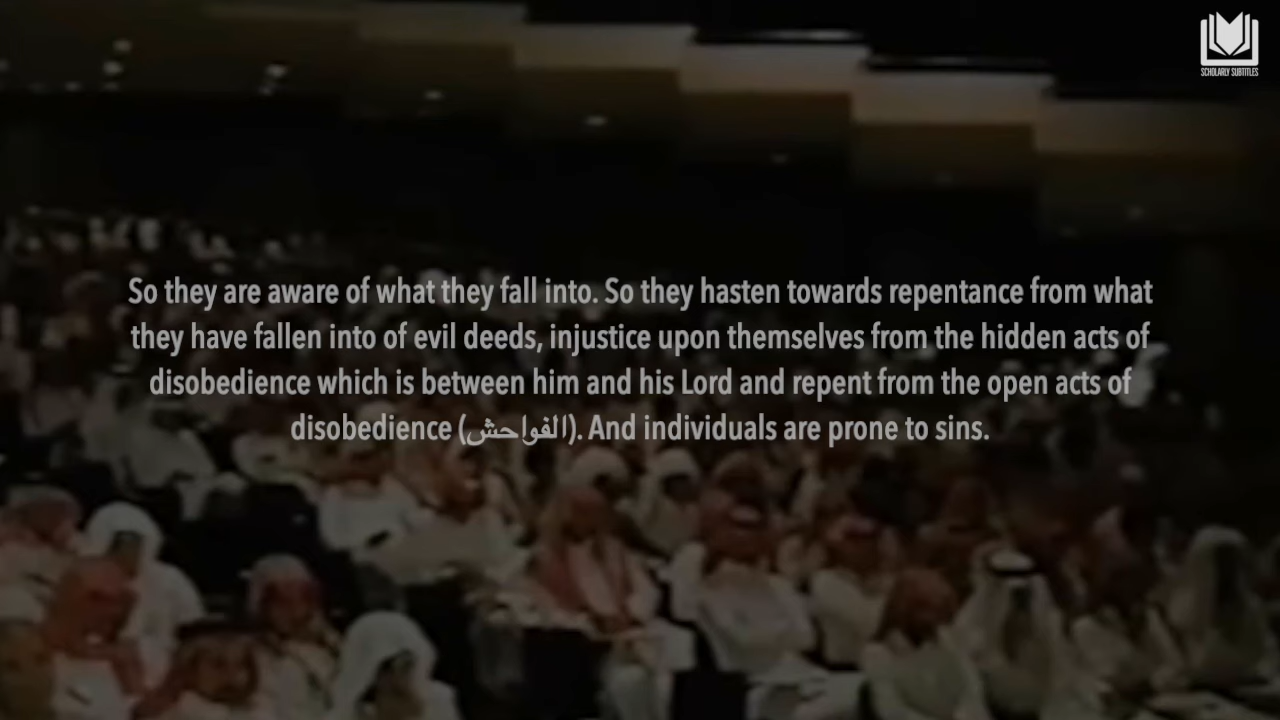 SCHOLARLY SUBTITLES
So they are aware of what they fall into. So they hasten towards repentance from what
they have fallen into of evil deeds, injustice upon themselves from the hidden acts of
disobedience which is between him and his Lord and repent from the open acts of
disobedience (الفواحش). And individuals are prone to sins.